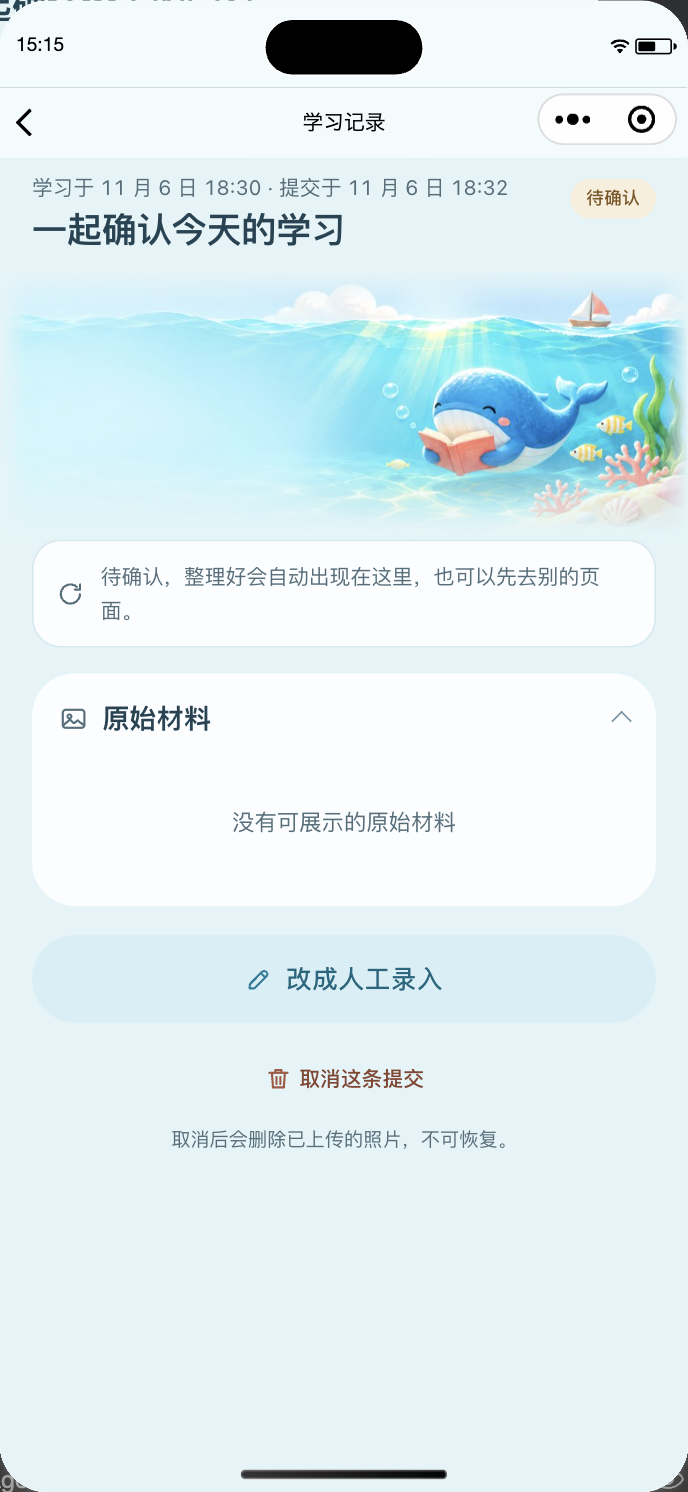 15:15
学习记录
学习于 11 月 6 日 18:30 · 提交于 11 月 6 日 18:32
待确认
一起确认今天的学习
待确认，整理好会自动出现在这里，也可以先去别的页
面。
原始材料
没有可展示的原始材料
改成人工录入
取消这条提交
取消后会删除已上传的照片，不可恢复。